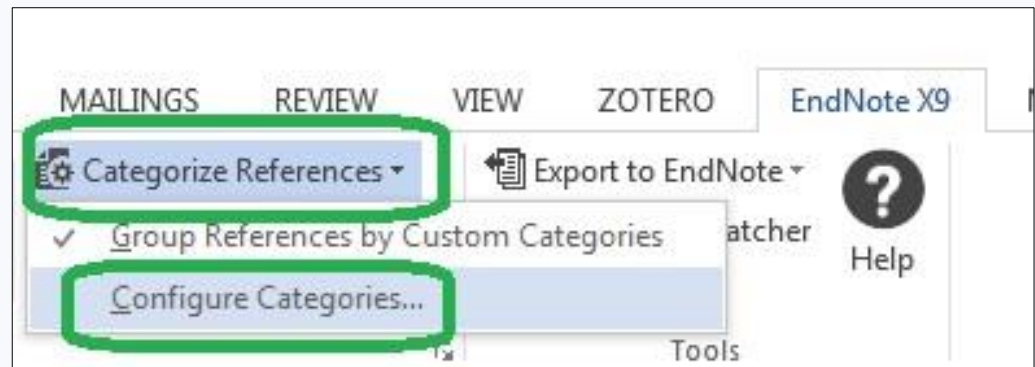 MAILINGS REVIEW VIEW ZOTERO EndNote X9
Categorize References Export to EndNote
Group References by Custom Categories atcher
Help
Configure Categories...
Tools